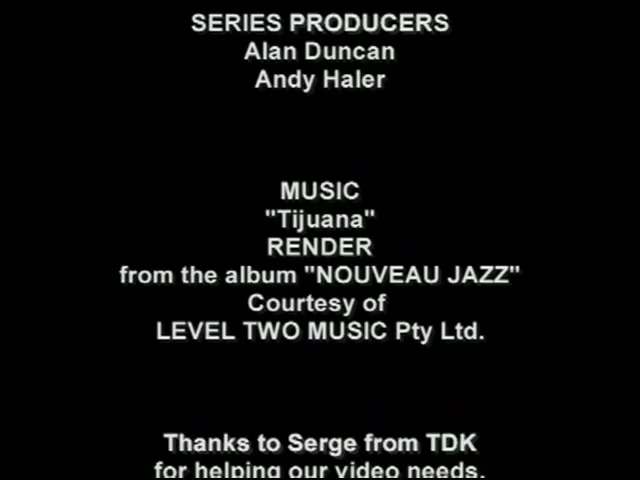 SERIES PRODUCERS
Alan Duncan
Andy Haler
MUSIC
"Tijuana"
RENDER
from the album "NOUVEAU JAZZ"
Courtesy of
LEVEL TWO MUSIC Pty Ltd.
Thanks to Serge from TDK
for helping our video needs.